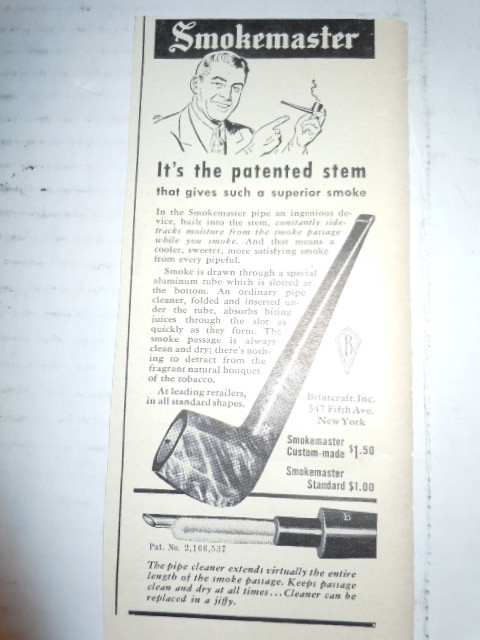 Smokemaster
It's the patented stem
that gives such a superior smoke
In the Smokemaster pipe an ingenious de-
vice, built into the stem, constantly side-
tracks moisture from the smoke passage
while you smoke. And that means a
cooler, sweeter, more satisfying smoke
from every pipeful.
Smoke is drawn through a special
aluminum tube which is slotted at
the bottom. An ordinary pipe
cleaner, folded and inserted un-
der the tube, absorbs biting
juices through the slot as
quickly as they form. The
smoke passage is always
clean and dry; there's noth-
ing to detract from the
fragrant natural bouquet
of the tobacco.
At leading retailers,
in all standard shapes.
B
Briarcraft, Inc.
347 Fifth Ave.
New York
Smokemaster
Custom-made $1.50
Smokemaster
Standard $1.00
B
Pat. No. 2,166,537
The pipe cleaner extends virtually the entire
length of the smoke passage. Keeps passage
clean and dry at all times...Cleaner can be
replaced in a jiffy.